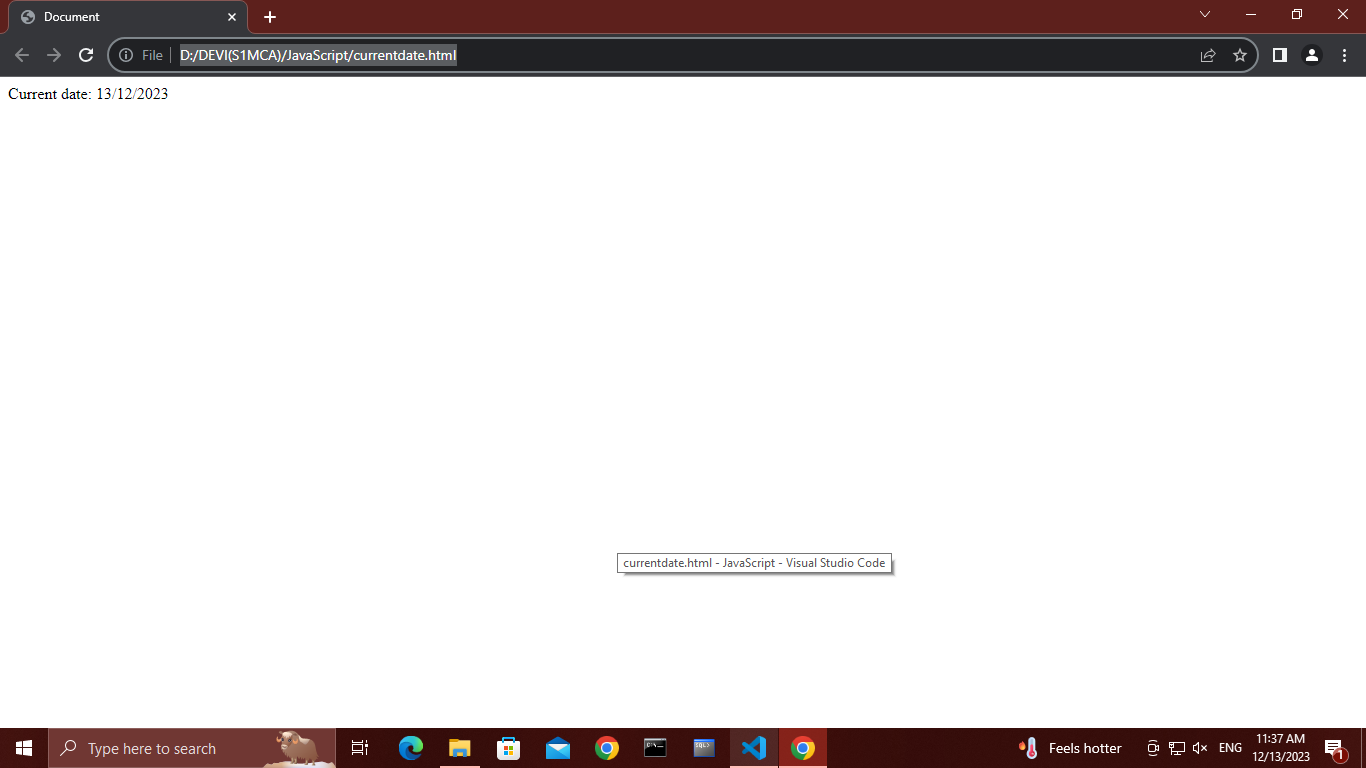 Document
File
D:/DEVI(S1MCA)/JavaScript/currentdate.html
Current date: 13/12/2023
currentdate.html - JavaScript - Visual Studio Code
Type here to search
Feels hotter
ENG
11:37 AM
12/13/2023
1